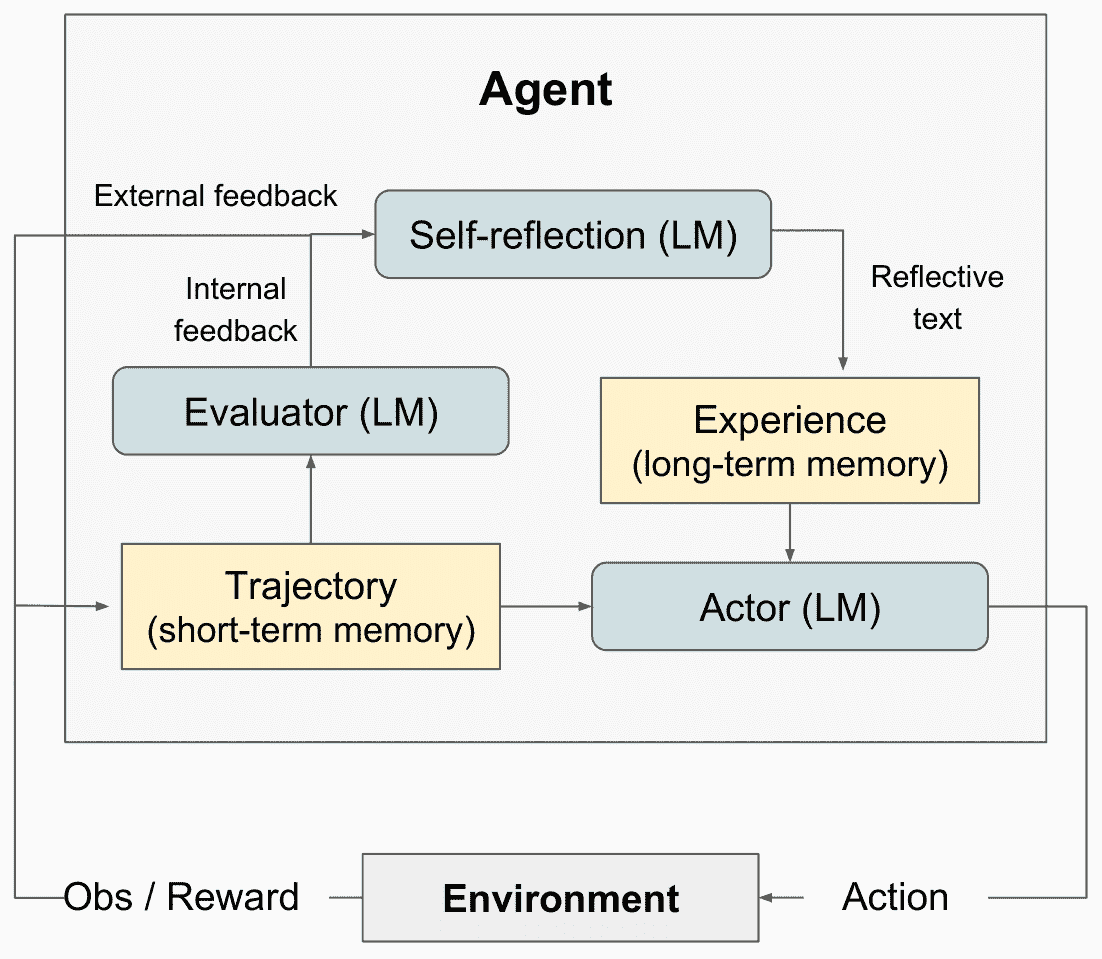 Agent
External feedback
Self-reflection (LM)
Internal
feedback
Reflective
text
Evaluator (LM)
Experience
(long-term memory)
Trajectory
(short-term memory)
Actor (LM)
Obs / Reward
Environment
Action